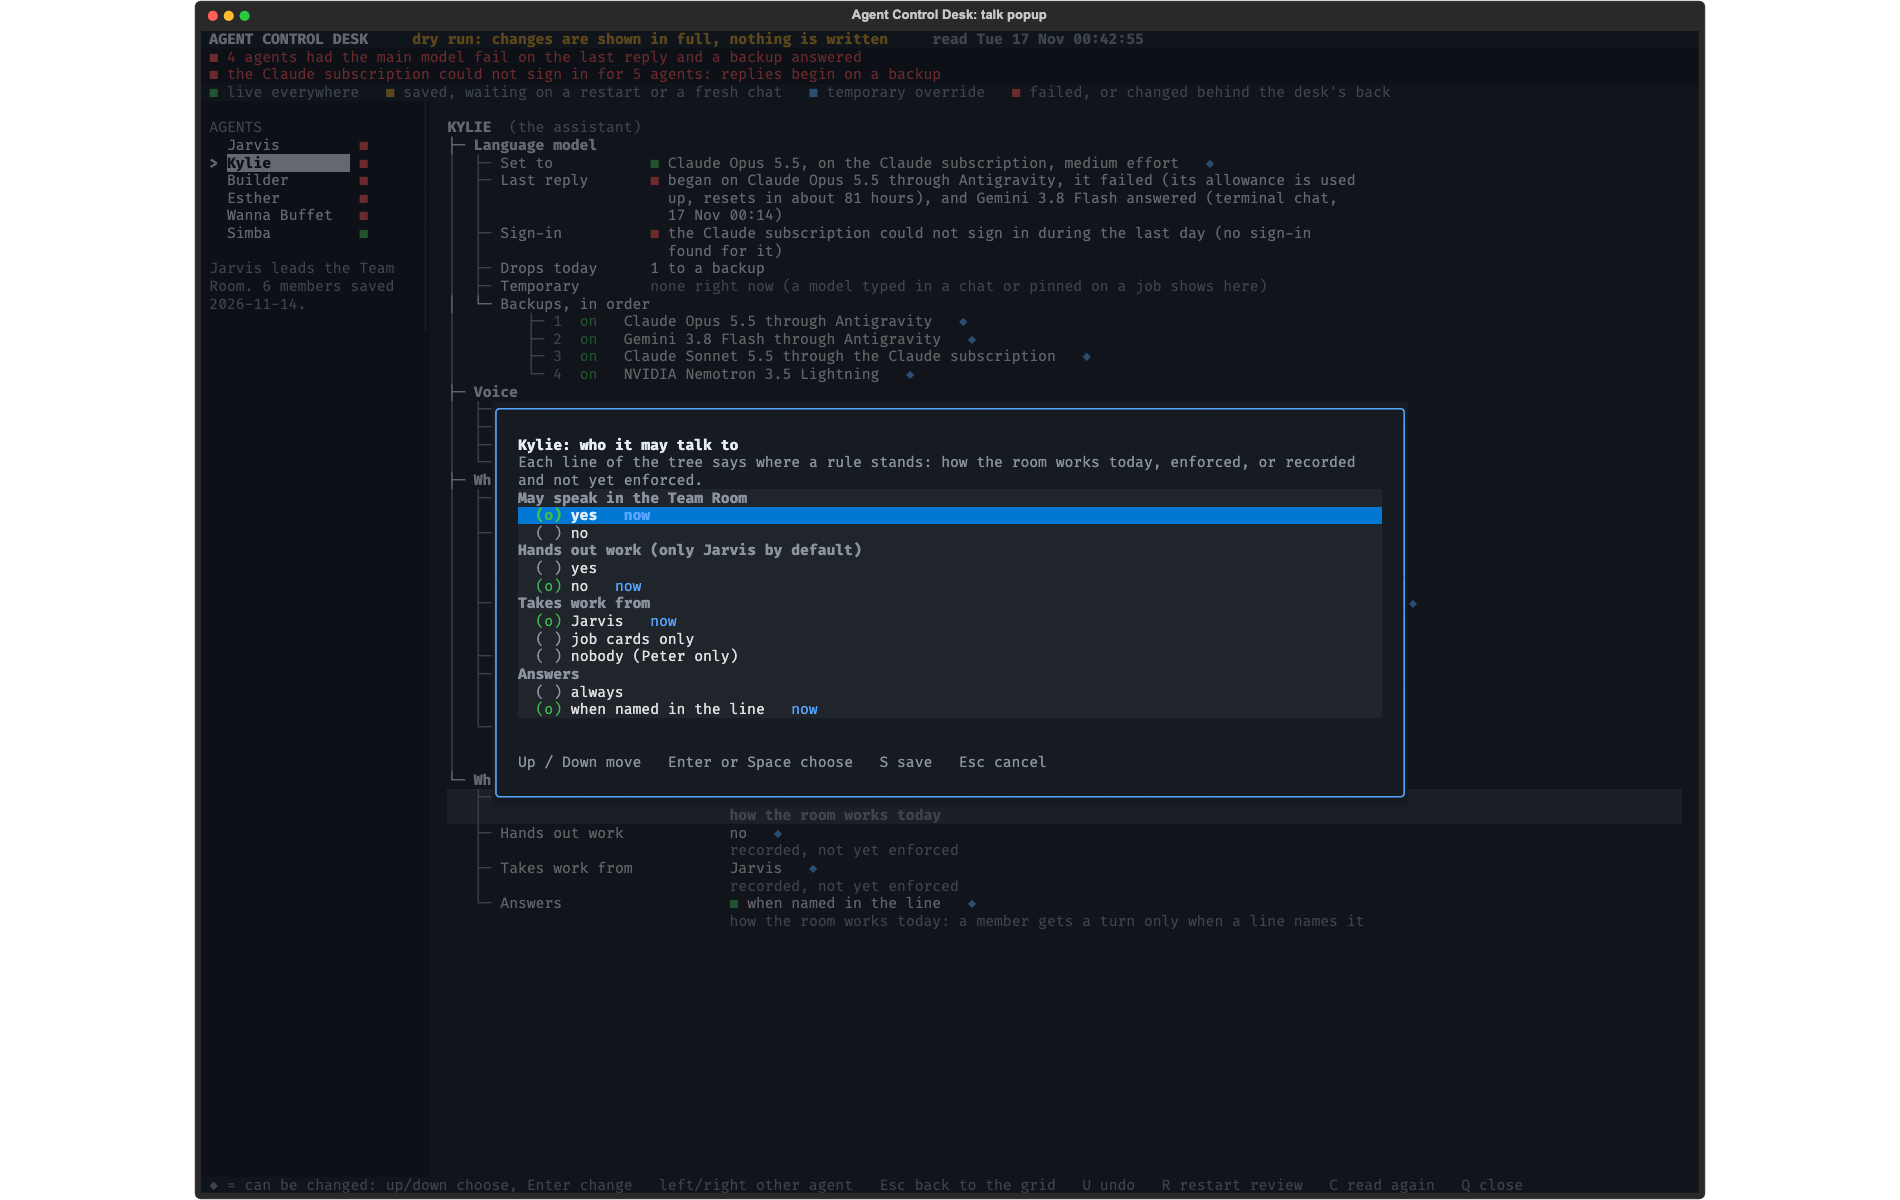 Agent Control Desk: talk popup
AGENT CONTROL DESK dry run: changes are shown in full, nothing is written read Tue 17 Nov 00:42:55
■ 4 agents had the main model fail on the last reply and a backup answered
■ the Claude subscription could not sign in for 5 agents: replies begin on a backup
■ live everywhere ■ saved, waiting on a restart or a fresh chat ■ temporary override ■ failed, or changed behind the desk's back
AGENTS
Jarvis ■
> Kylie ■
Builder ■
Esther ■
Wanna Buffet ■
Simba ■
Jarvis leads the Team
Room. 6 members saved
2026-11-14.
KYLIE (the assistant)
Language model
Set to ■ Claude Opus 5.5, on the Claude subscription, medium effort ◆
Last reply ■ began on Claude Opus 5.5 through Antigravity, it failed (its allowance is used
up, resets in about 81 hours), and Gemini 3.8 Flash answered (terminal chat,
17 Nov 00:14)
Sign-in ■ the Claude subscription could not sign in during the last day (no sign-in
found for it)
Drops today 1 to a backup
Temporary none right now (a model typed in a chat or pinned on a job shows here)
Backups, in order
1 on Claude Opus 5.5 through Antigravity ◆
2 on Gemini 3.8 Flash through Antigravity ◆
3 on Claude Sonnet 5.5 through the Claude subscription ◆
4 on NVIDIA Nemotron 3.5 Lightning ◆
Voice
Wh
Kylie: who it may talk to
Each line of the tree says where a rule stands: how the room works today, enforced, or recorded
and not yet enforced.
May speak in the Team Room
(o) yes now
( ) no
Hands out work (only Jarvis by default)
( ) yes
(o) no now
Takes work from
(o) Jarvis now
( ) job cards only
( ) nobody (Peter only)
Answers
( ) always
(o) when named in the line now
Up / Down move Enter or Space choose S save Esc cancel
Wh
how the room works today
Hands out work no ◆
recorded, not yet enforced
Takes work from Jarvis ◆
recorded, not yet enforced
Answers ■ when named in the line ◆
how the room works today: a member gets a turn only when a line names it
◆ = can be changed: up/down choose, Enter change left/right other agent Esc back to the grid U undo R restart review C read again Q close